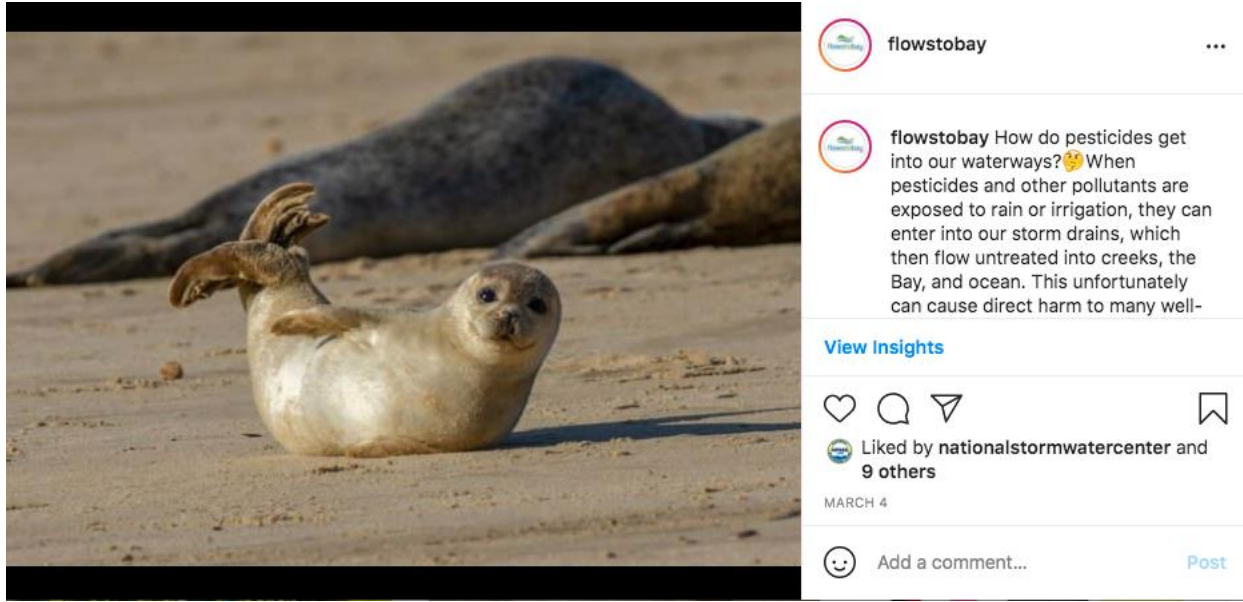 flowstobay
flowstobay How do pesticides get
into our waterways?🤔When
pesticides and other pollutants are
exposed to rain or irrigation, they can
enter into our storm drains, which
then flow untreated into creeks, the
Bay, and ocean. This unfortunately
can cause direct harm to many well-
View Insights
Liked by nationalstormwatercenter and
9 others
MARCH 4
Add a comment...
Post